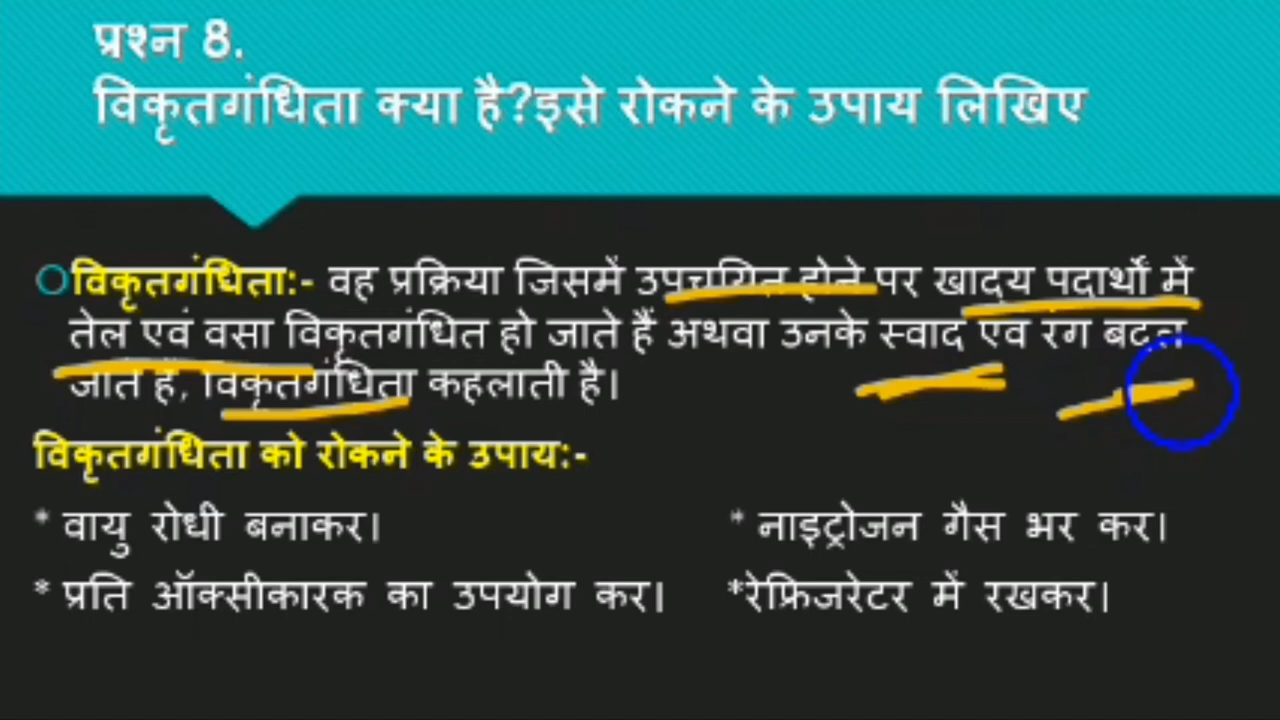 प्रश्न 8.
विकृतगंधिता क्या है?इसे रोकने के उपाय लिखिए
विकृतगंधिता:- वह प्रक्रिया जिसमें उपचयित होने पर खाद्य पदार्थों में
तेल एवं वसा विकृतगंधित हो जाते हैं अथवा उनके स्वाद एवं रंग बदल
जाते हैं, विकृतगंधिता कहलाती है।
विकृतगंधिता को रोकने के उपाय:-
* वायु रोधी बनाकर। * नाइट्रोजन गैस भर कर।
* प्रति ऑक्सीकारक का उपयोग कर। *रेफ्रिजरेटर में रखकर।